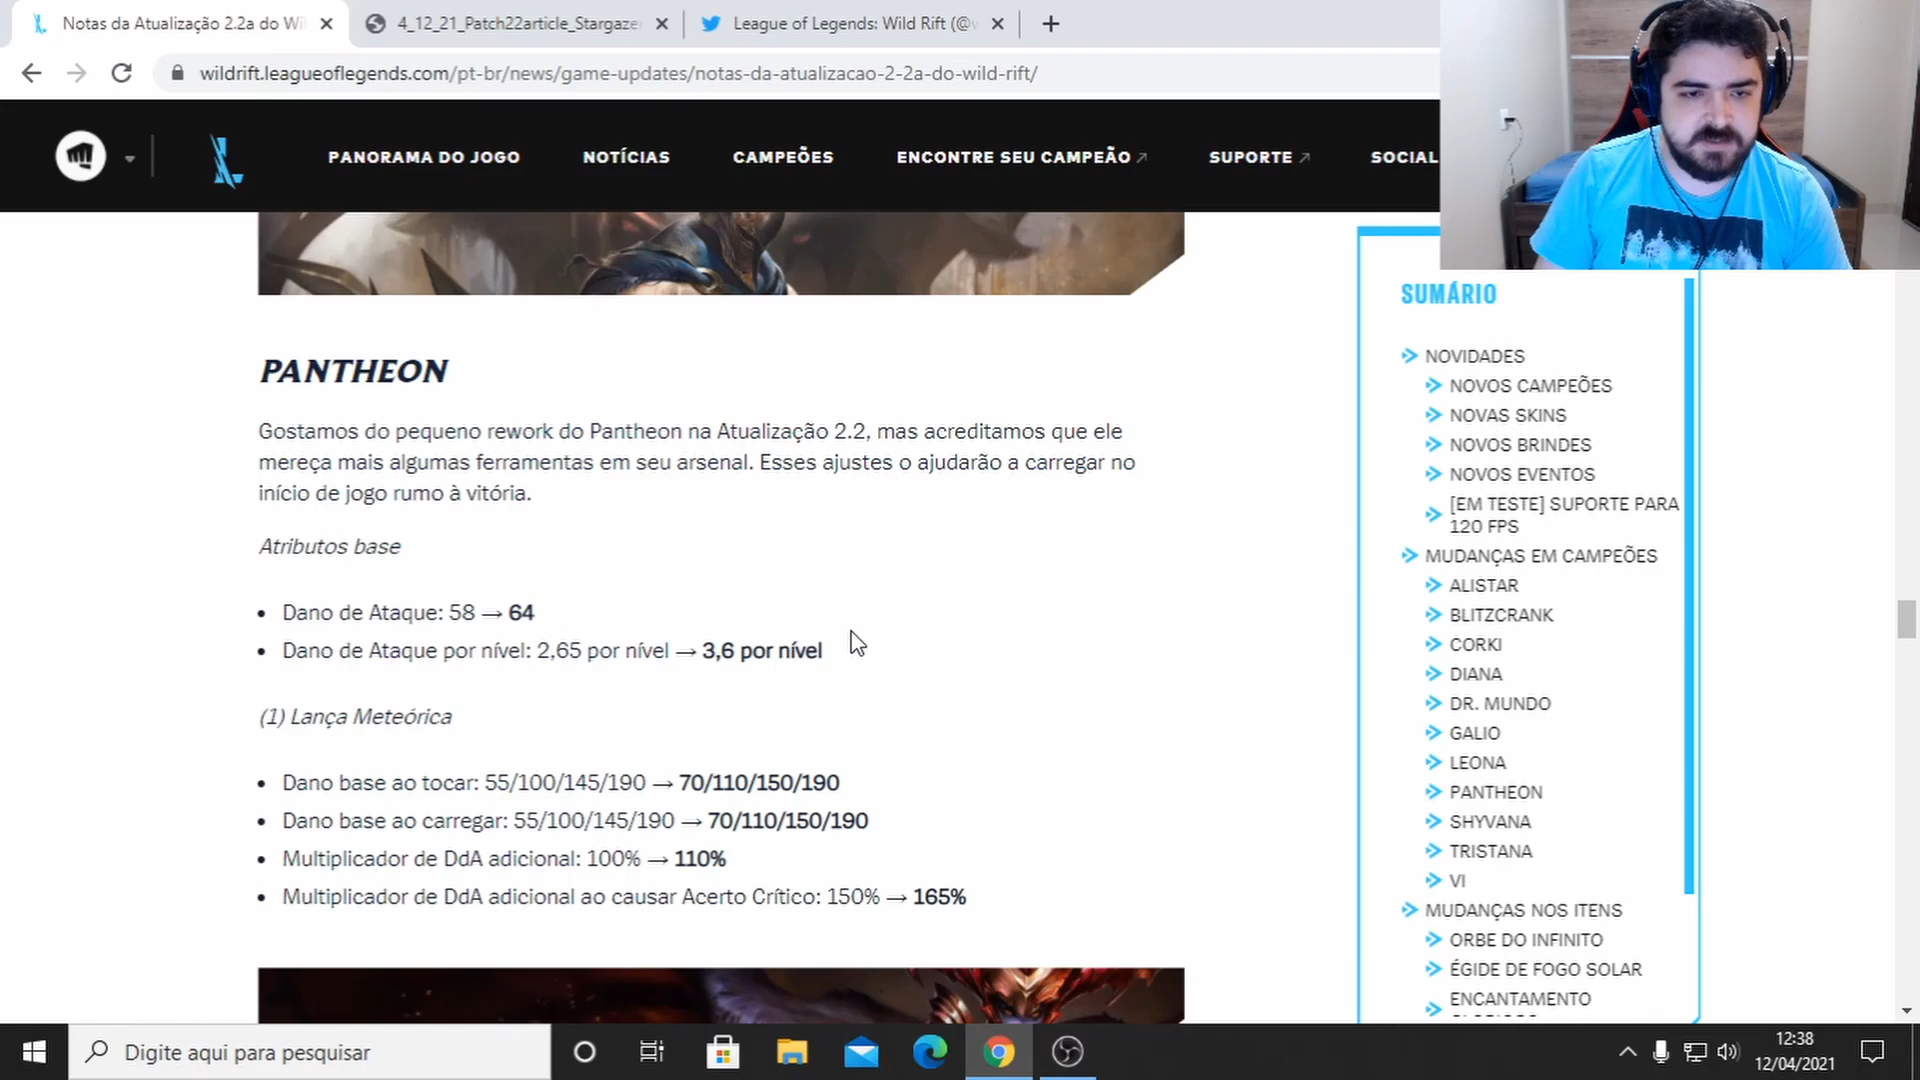 Notas da Atualização 2.2a do Wi
4_12_21_Patch22article_Stargaze
League of Legends: Wild Rift (@
wildrift.leagueoflegends.com/pt-br/news/game-updates/notas-da-atualizacao-2-2a-do-wild-rift/
PANORAMA DO JOGO
NOTÍCIAS
CAMPEÕES
ENCONTRE SEU CAMPEÃO
SUPORTE
SOCIAL
PANTHEON
Gostamos do pequeno rework do Pantheon na Atualização 2.2, mas acreditamos que ele
mereça mais algumas ferramentas em seu arsenal. Esses ajustes o ajudarão a carregar no
início de jogo rumo à vitória.
Atributos base
• Dano de Ataque: 58 → 64
• Dano de Ataque por nível: 2,65 por nível → 3,6 por nível
(1) Lança Meteórica
• Dano base ao tocar: 55/100/145/190 → 70/110/150/190
• Dano base ao carregar: 55/100/145/190 → 70/110/150/190
• Multiplicador de DdA adicional: 100% → 110%
• Multiplicador de DdA adicional ao causar Acerto Crítico: 150% → 165%
SUMÁRIO
NOVIDADES
NOVOS CAMPEÕES
NOVAS SKINS
NOVOS BRINDES
NOVOS EVENTOS
[EM TESTE] SUPORTE PARA
120 FPS
MUDANÇAS EM CAMPEÕES
ALISTAR
BLITZCRANK
CORKI
DIANA
DR. MUNDO
GALIO
LEONA
PANTHEON
SHYVANA
TRISTANA
VI
MUDANÇAS NOS ITENS
ORBE DO INFINITO
ÉGIDE DE FOGO SOLAR
ENCANTAMENTO
Digite aqui para pesquisar
12:38
12/04/2021